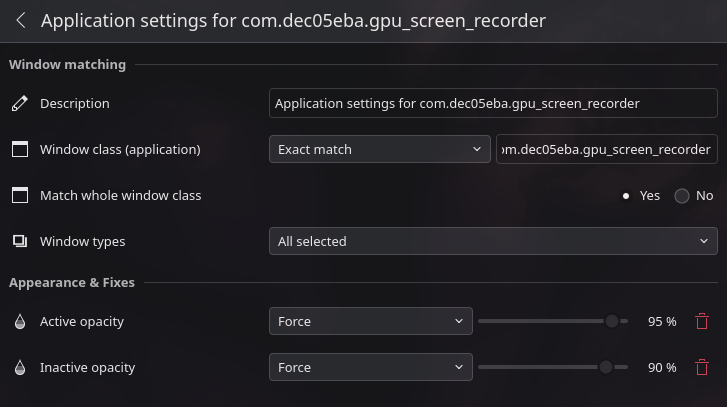 Application settings for com.dec05eba.gpu_screen_recorder
Window matching
Description
Application settings for com.dec05eba.gpu_screen_recorder
Window class (application)
Exact match
om.dec05eba.gpu_screen_recorder
Match whole window class
Yes
No
Window types
All selected
Appearance & Fixes
Active opacity
Force
95 %
Inactive opacity
Force
90 %